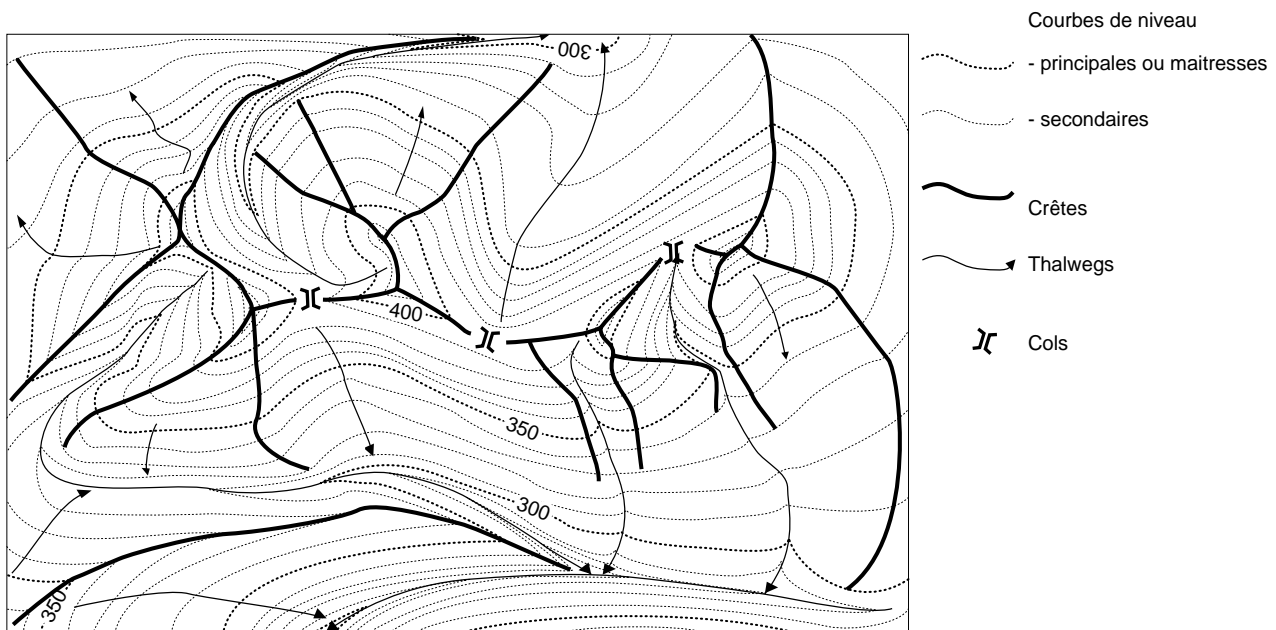 Courbes de niveau
- principales ou maitresses
- secondaires
Crêtes
Thalwegs
Cols
300
400
350
300
350